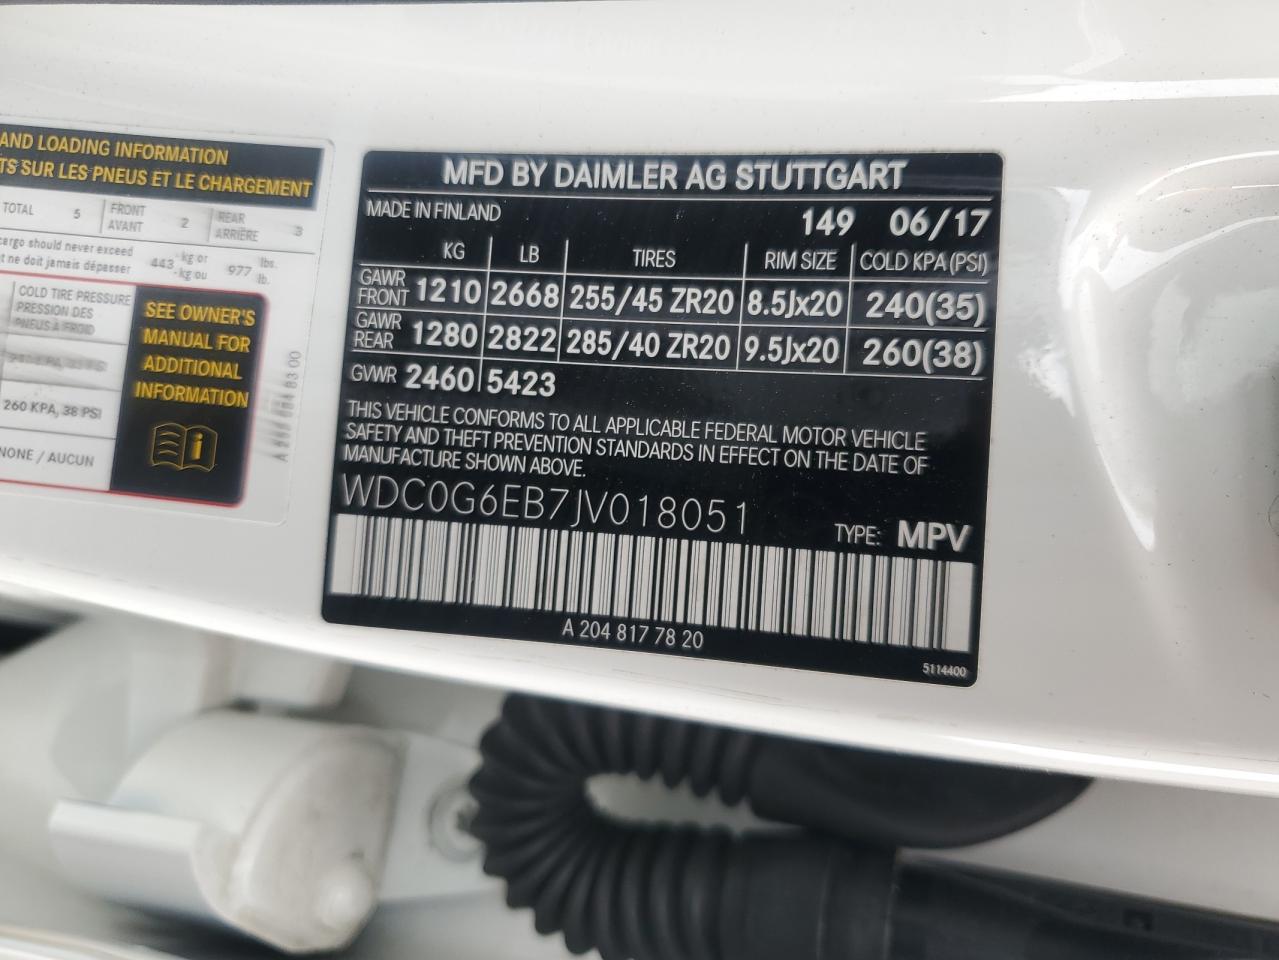 AND LOADING INFORMATION
TS SUR LES PNEUS ET LE CHARGEMENT
TOTAL 5 FRONT AVANT 2 REAR ARRIÈRE 3
cargo should never exceed
t ne doit jamais dépasser
443 kg or kg ou 977 lbs. lb.
COLD TIRE PRESSURE
PRESSION DES
PNEUS À FROID
260 KPA, 38 PSI
NONE / AUCUN
SEE OWNER'S
MANUAL FOR
ADDITIONAL
INFORMATION
MFD BY DAIMLER AG STUTTGART
MADE IN FINLAND 149 06/17
KG LB TIRES RIM SIZE COLD KPA (PSI)
GAWR FRONT 1210 2668 255/45 ZR20 8.5Jx20 240(35)
GAWR REAR 1280 2822 285/40 ZR20 9.5Jx20 260(38)
GVWR 2460 5423
THIS VEHICLE CONFORMS TO ALL APPLICABLE FEDERAL MOTOR VEHICLE
SAFETY AND THEFT PREVENTION STANDARDS IN EFFECT ON THE DATE OF
MANUFACTURE SHOWN ABOVE.
WDC0G6EB7JV018051
TYPE: MPV
A 204 817 78 20
5114400